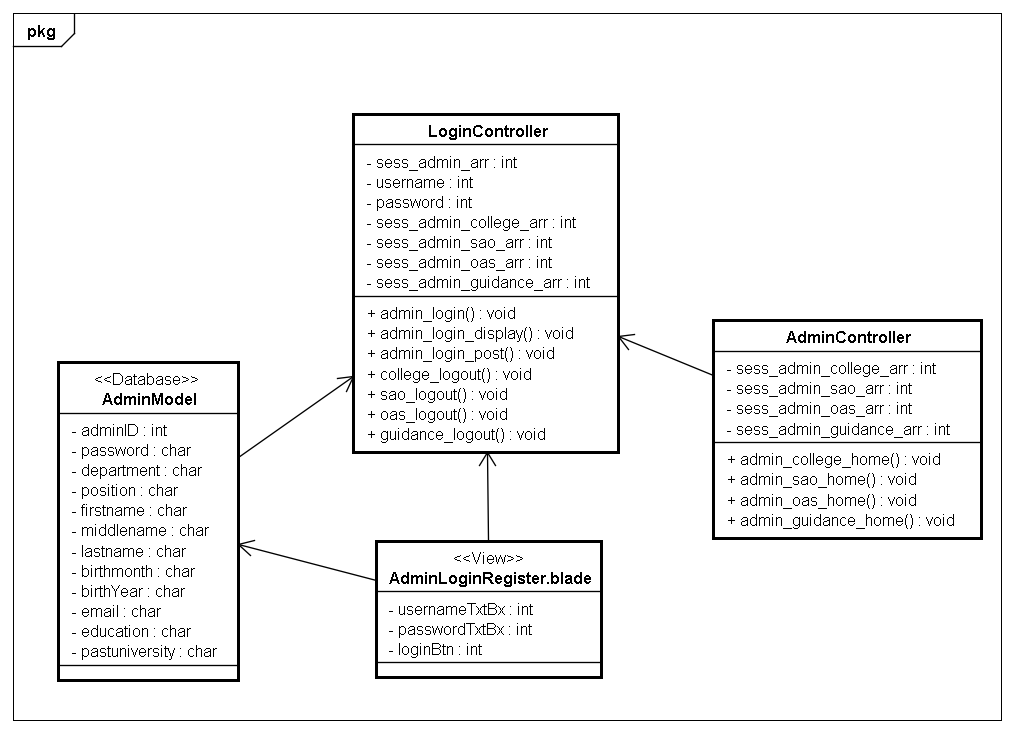 pkg
LoginController
- sess_admin_arr : int
- username : int
- password : int
- sess_admin_college_arr : int
- sess_admin_sao_arr : int
- sess_admin_oas_arr : int
- sess_admin_guidance_arr : int
+ admin_login() : void
+ admin_login_display() : void
+ admin_login_post() : void
+ college_logout() : void
+ sao_logout() : void
+ oas_logout() : void
+ guidance_logout() : void
AdminController
- sess_admin_college_arr : int
- sess_admin_sao_arr : int
- sess_admin_oas_arr : int
- sess_admin_guidance_arr : int
+ admin_college_home() : void
+ admin_sao_home() : void
+ admin_oas_home() : void
+ admin_guidance_home() : void
<<Database>>
AdminModel
- adminID : int
- password : char
- department : char
- position : char
- firstname : char
- middlename : char
- lastname : char
- birthmonth : char
- birthYear : char
- email : char
- education : char
- pastuniversity : char
<<View>>
AdminLoginRegister.blade
- usernameTxtBx : int
- passwordTxtBx : int
- loginBtn : int